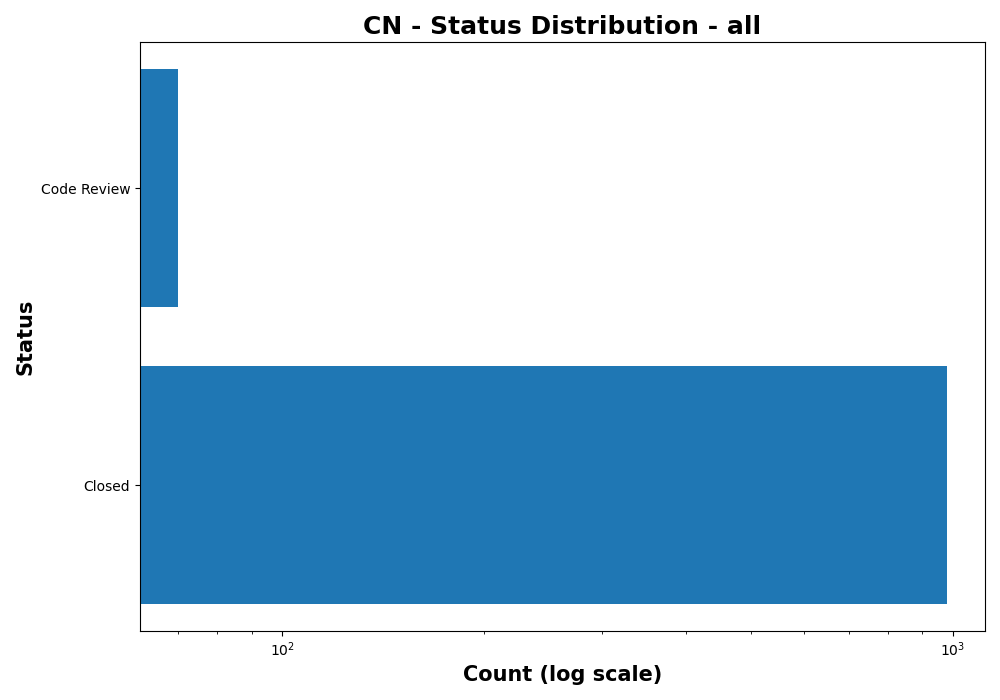 CN - Status Distribution - all
Code Review
Closed
Status
10²
10³
Count (log scale)